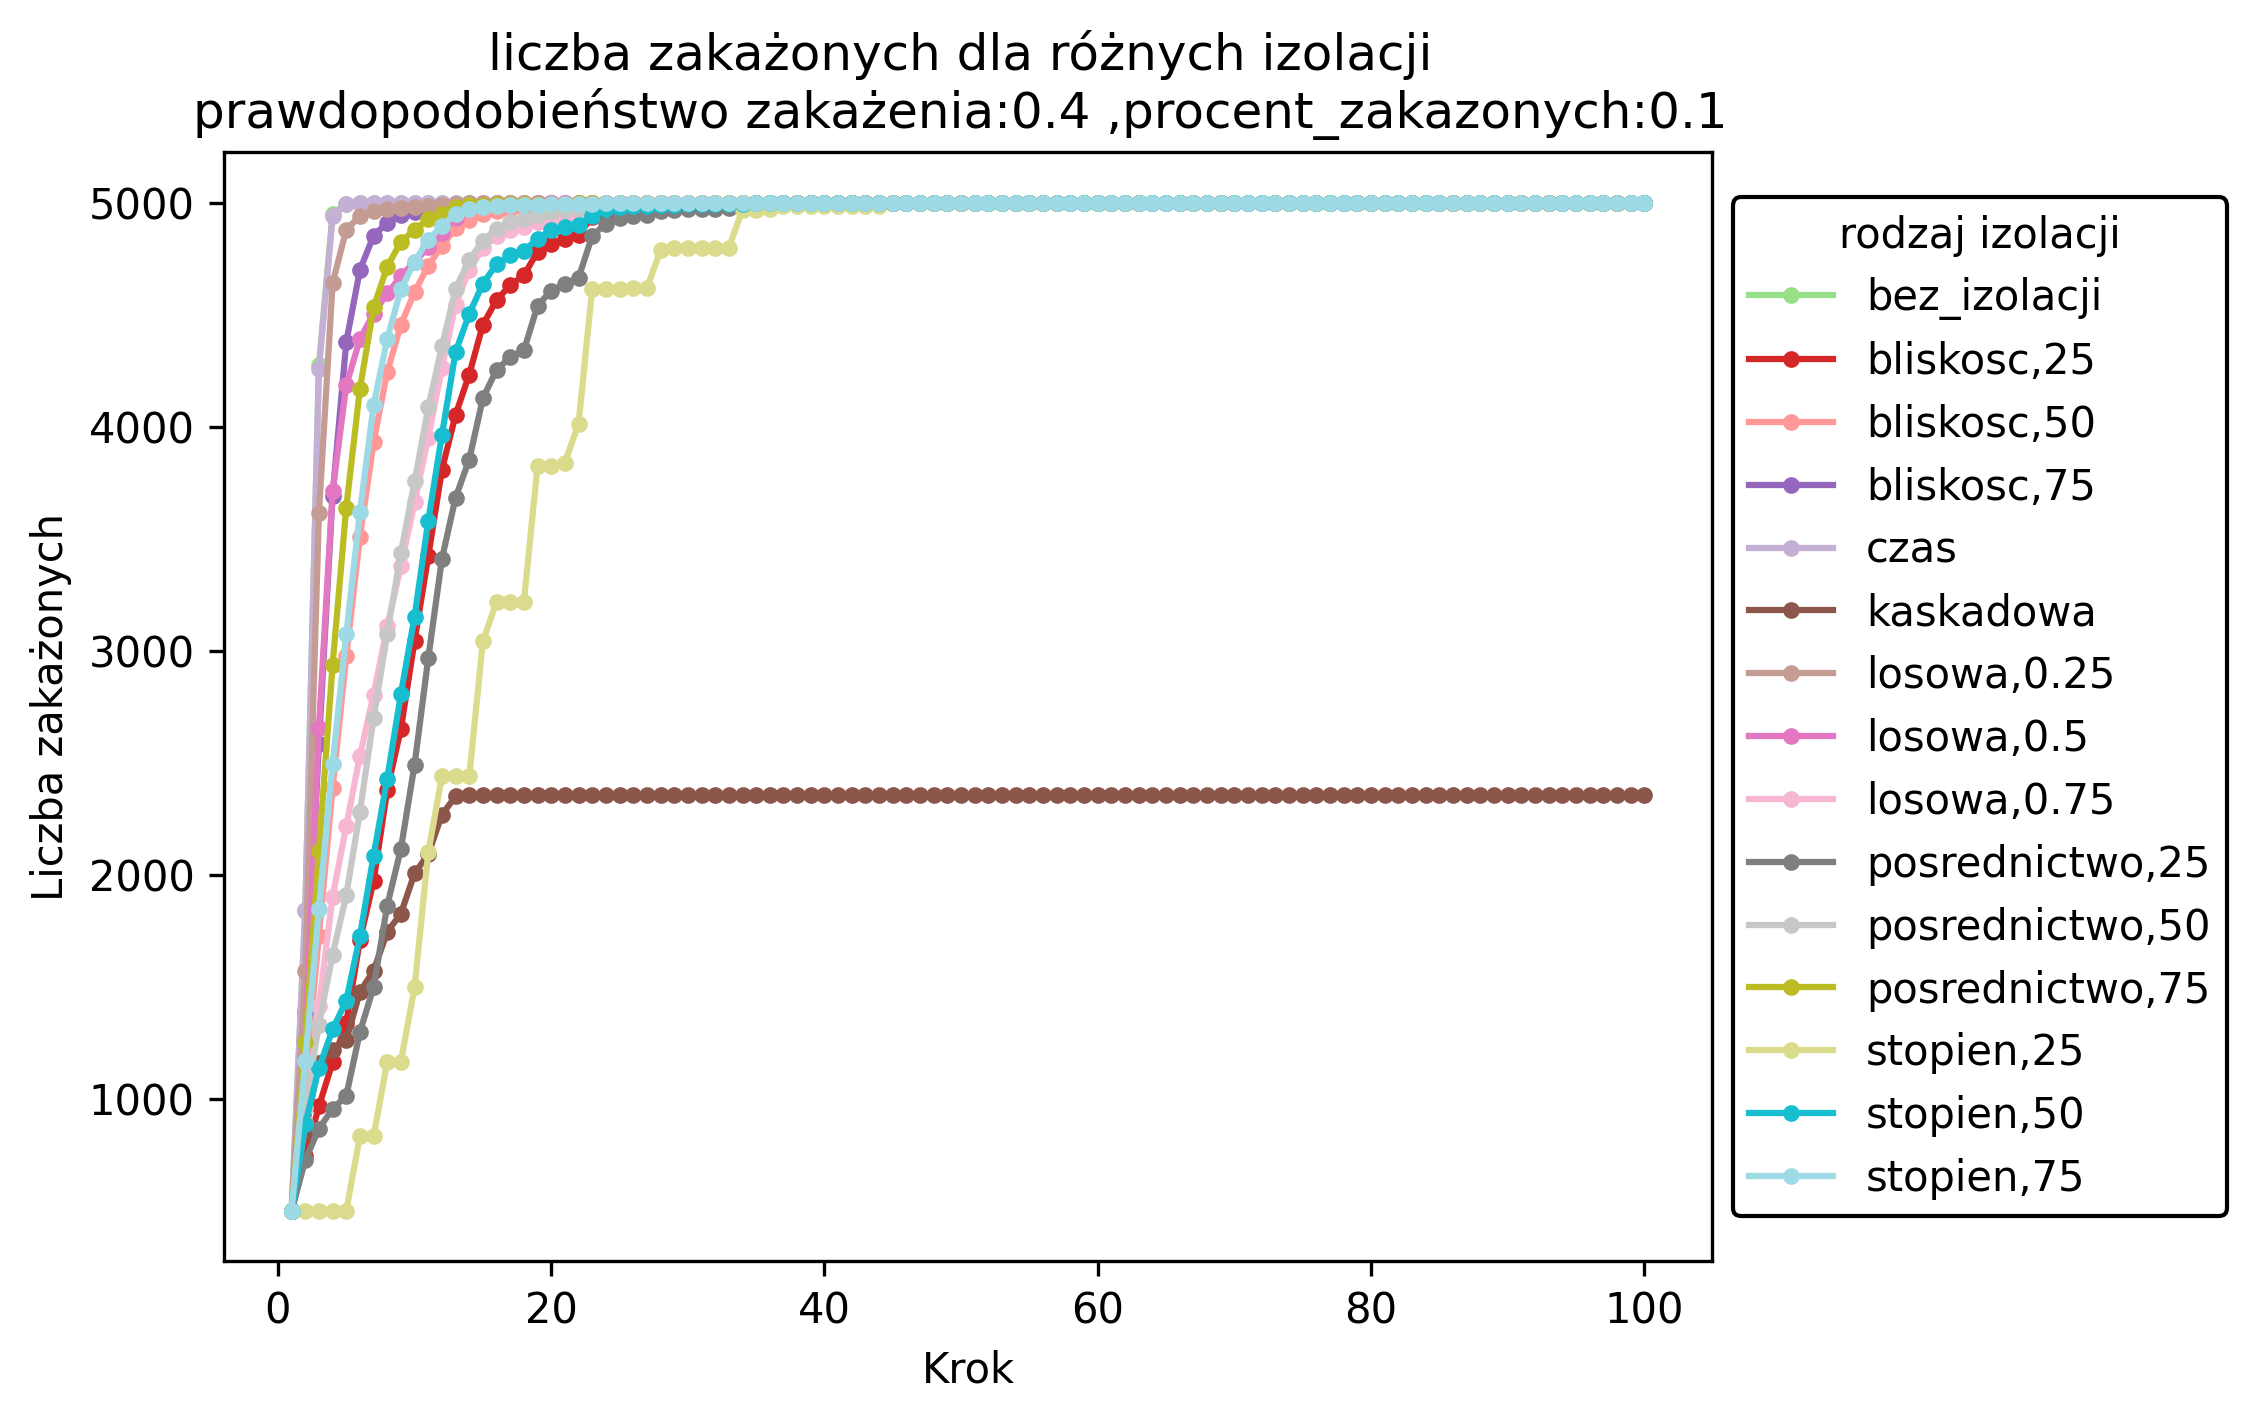 liczba zakażonych dla różnych izolacji
prawdopodobieństwo zakażenia:0.4 ,procent_zakazonych:0.1
Liczba zakażonych
5000
4000
3000
2000
1000
0
20
40
60
80
100
Krok
rodzaj izolacji
bez_izolacji
bliskosc,25
bliskosc,50
bliskosc,75
czas
kaskadowa
losowa,0.25
losowa,0.5
losowa,0.75
posrednictwo,25
posrednictwo,50
posrednictwo,75
stopien,25
stopien,50
stopien,75